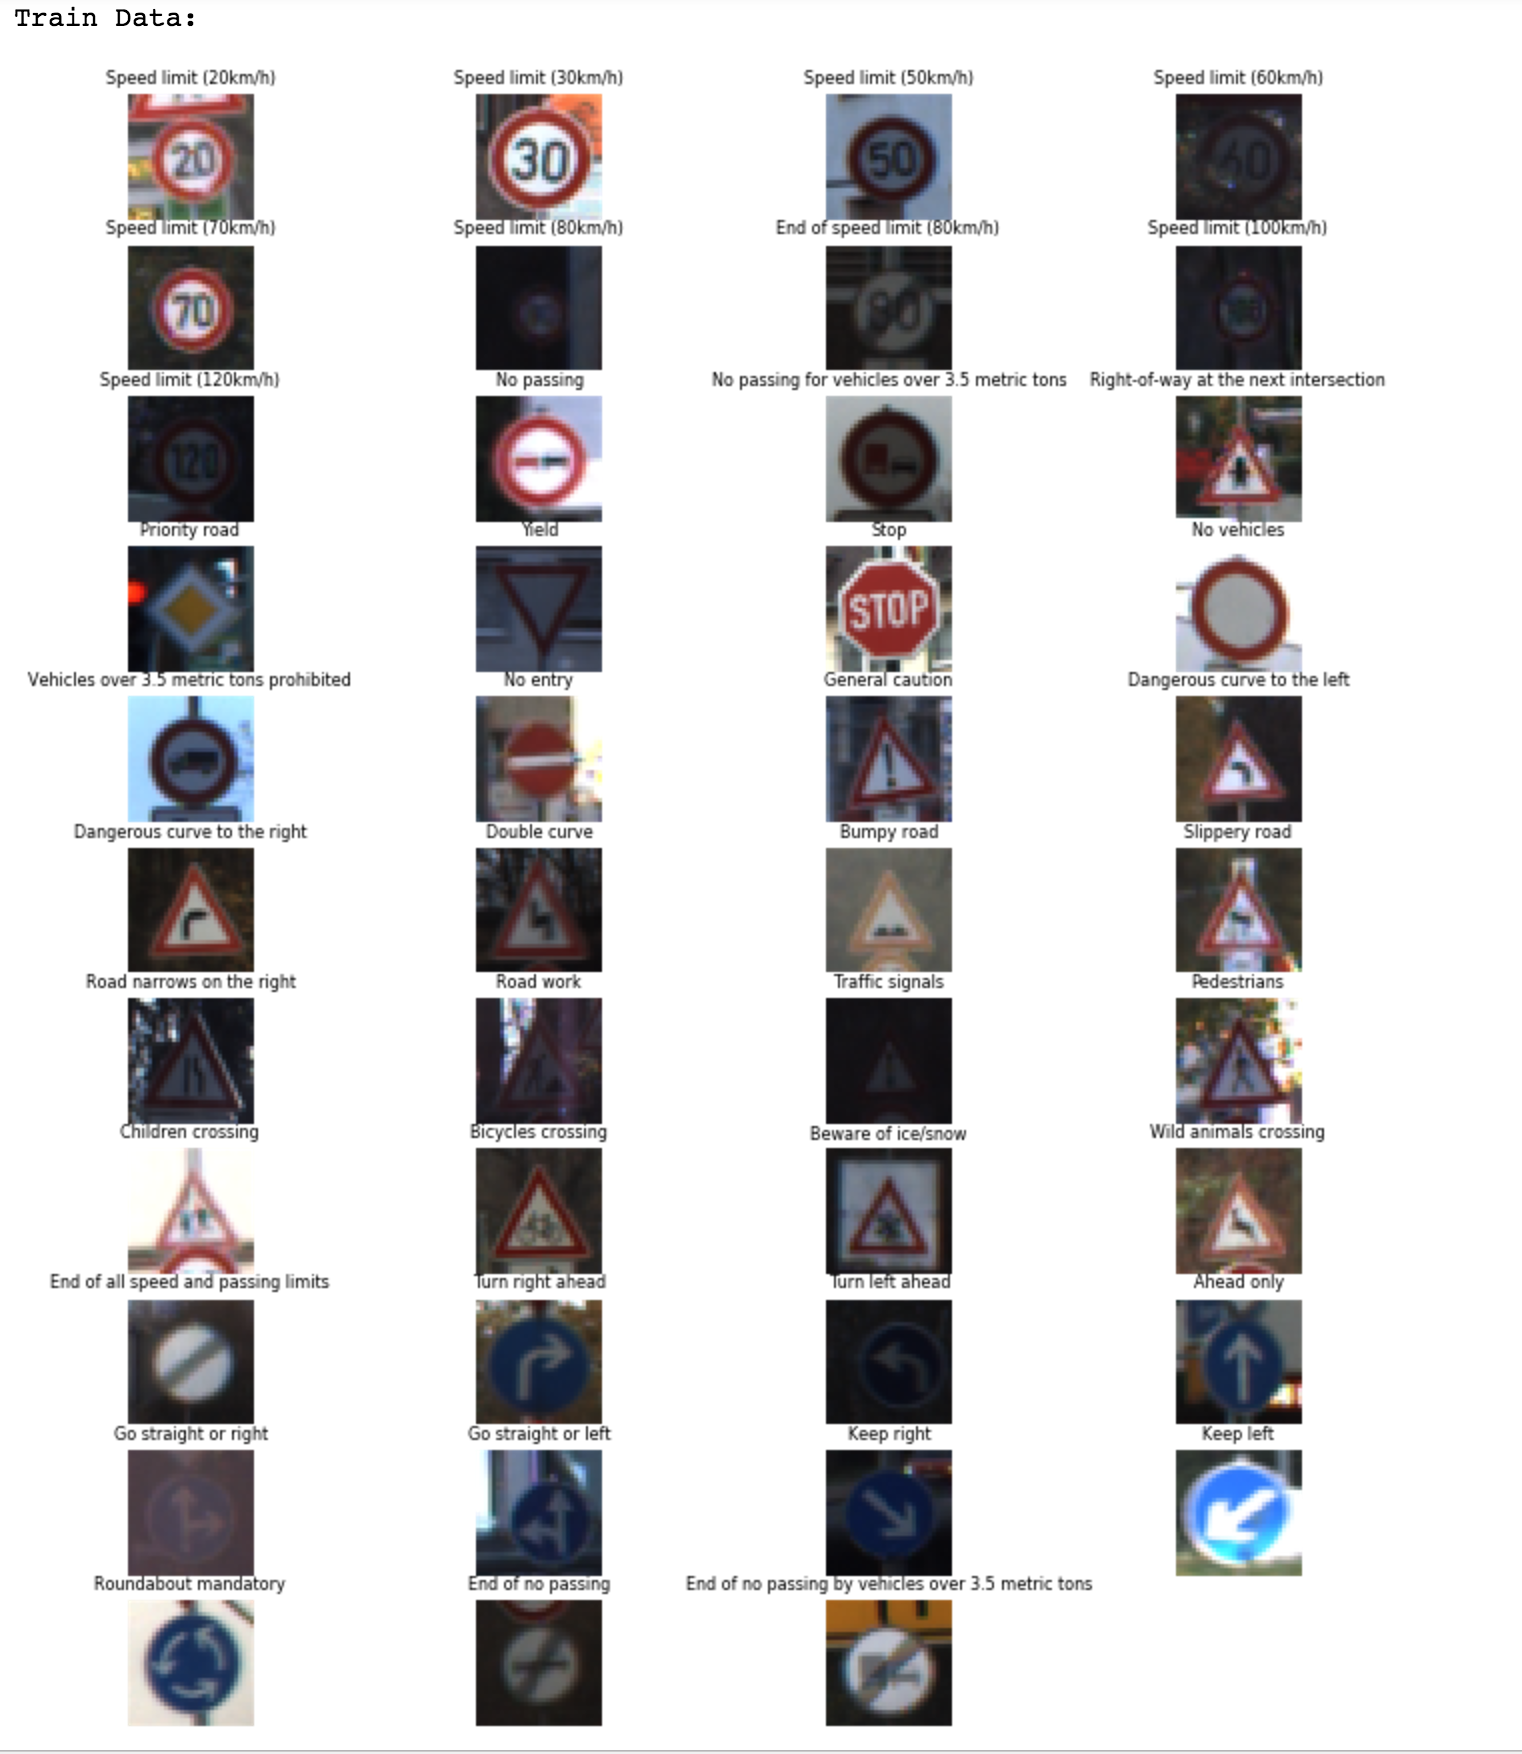 Train Data:
Speed limit (20km/h) Speed limit (30km/h) Speed limit (50km/h) Speed limit (60km/h)
20 30 50 60
Speed limit (70km/h) Speed limit (80km/h) End of speed limit (80km/h) Speed limit (100km/h)
70 80
Speed limit (120km/h) No passing No passing for vehicles over 3.5 metric tons Right-of-way at the next intersection
120
Priority road Yield Stop No vehicles
STOP
Vehicles over 3.5 metric tons prohibited No entry General caution Dangerous curve to the left
Dangerous curve to the right Double curve Bumpy road Slippery road
Road narrows on the right Road work Traffic signals Pedestrians
Children crossing Bicycles crossing Beware of ice/snow Wild animals crossing
End of all speed and passing limits Turn right ahead Turn left ahead Ahead only
Go straight or right Go straight or left Keep right Keep left
Roundabout mandatory End of no passing End of no passing by vehicles over 3.5 metric tons